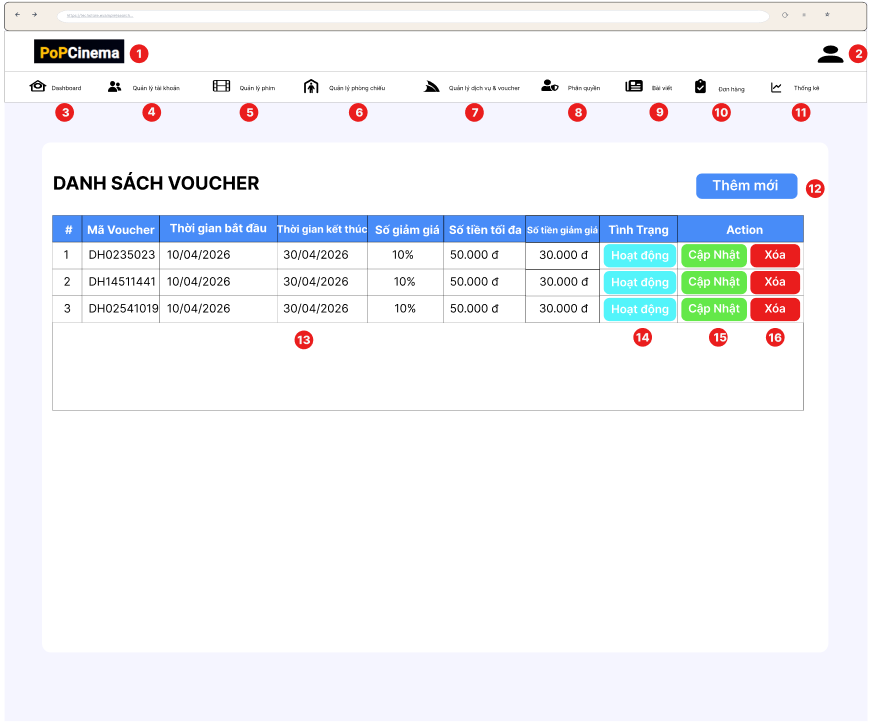 PoPCinema 1
2
Dashboard Quản lý tài khoản Quản lý phim Quản lý phòng chiếu Quản lý dịch vụ & voucher Phân quyền Bài viết Đơn hàng Thống kê
3 4 5 6 7 8 9 10 11
DANH SÁCH VOUCHER
Thêm mới 12
# Mã Voucher Thời gian bắt đầu Thời gian kết thúc Số giảm giá Số tiền tối đa Số tiền giảm giá Tình Trạng Action
1 DH0235023 10/04/2026 30/04/2026 10% 50.000 đ 30.000 đ Hoạt động Cập Nhật Xóa
2 DH14511441 10/04/2026 30/04/2026 10% 50.000 đ 30.000 đ Hoạt động Cập Nhật Xóa
3 DH02541019 10/04/2026 30/04/2026 10% 50.000 đ 30.000 đ Hoạt động Cập Nhật Xóa
13 14 15 16